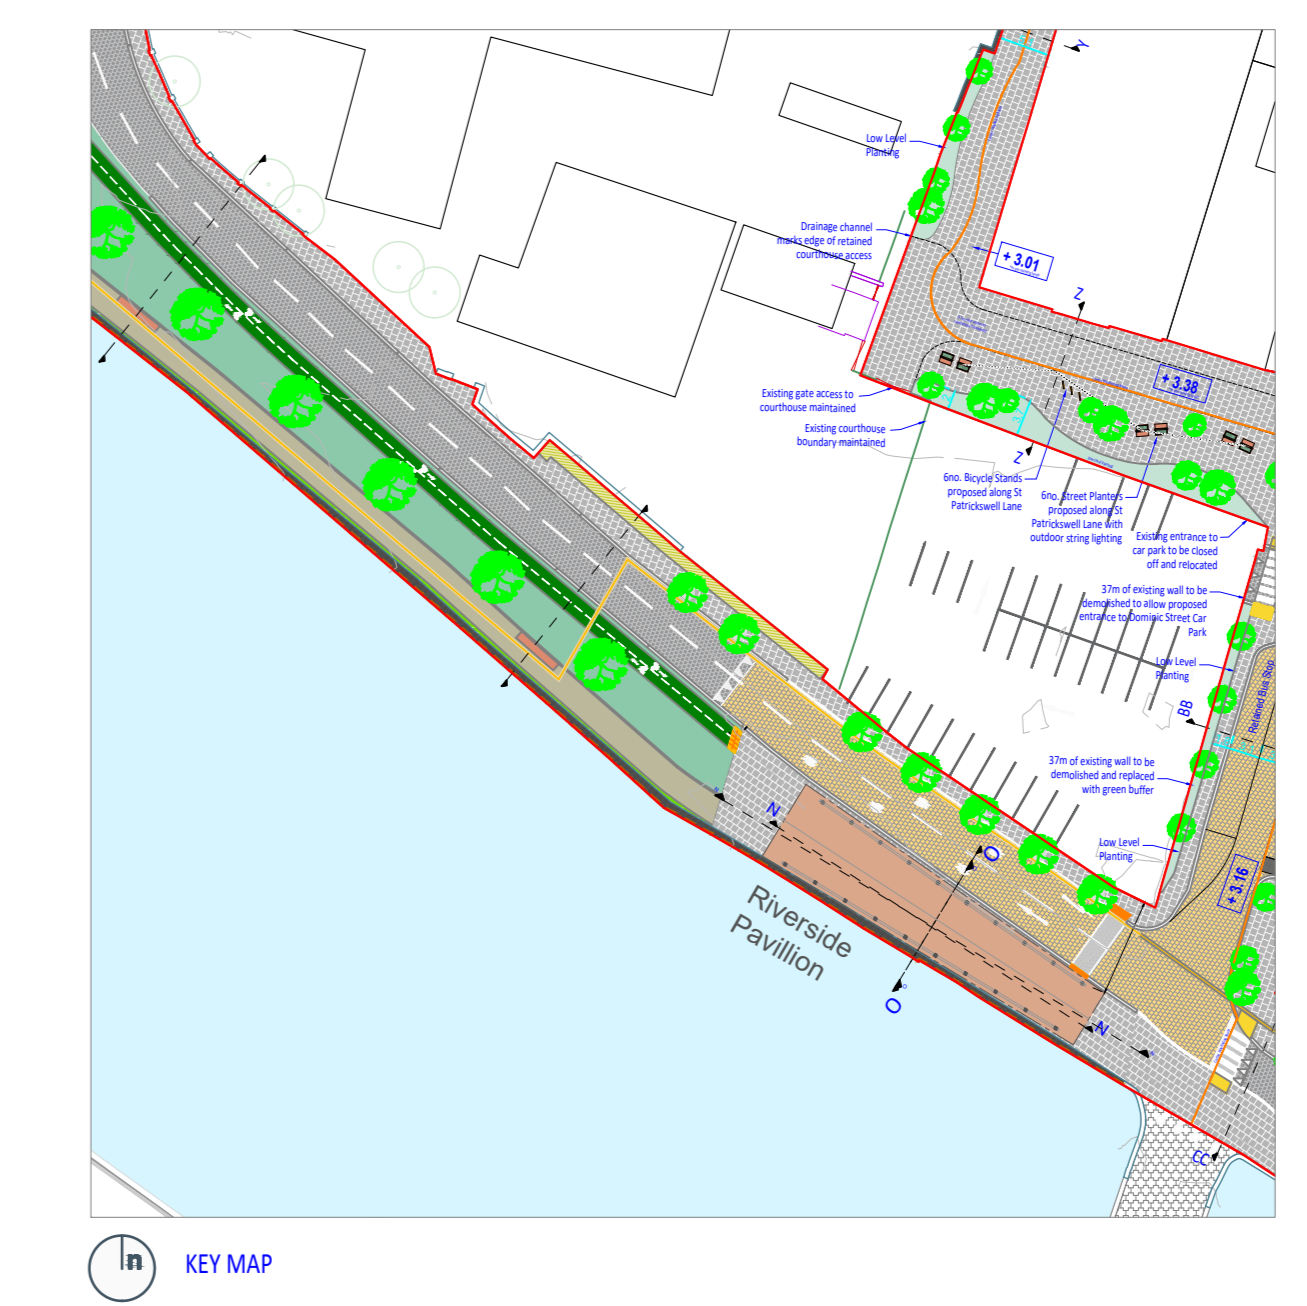 Y
Low Level
Planting
Drainage channel
marks edge of retained
courthouse access
+ 3.01
Z
+ 3.38
Existing gate access to
courthouse maintained
Existing courthouse
boundary maintained
Z
6no. Bicycle Stands
proposed along St
Patrickswell Lane
6no. Street Planters
proposed along St
Patrickswell Lane with
outdoor string lighting
Existing entrance to
car park to be closed
off and relocated
37m of existing wall to be
demolished to allow proposed
entrance to Dominic Street Car
Park
Low Level
Planting
Retained Bus Stop
BB
37m of existing wall to be
demolished and replaced
with green buffer
Low Level
Planting
+ 3.16
N
O
Riverside
Pavillion
O
N
CC
n
KEY MAP